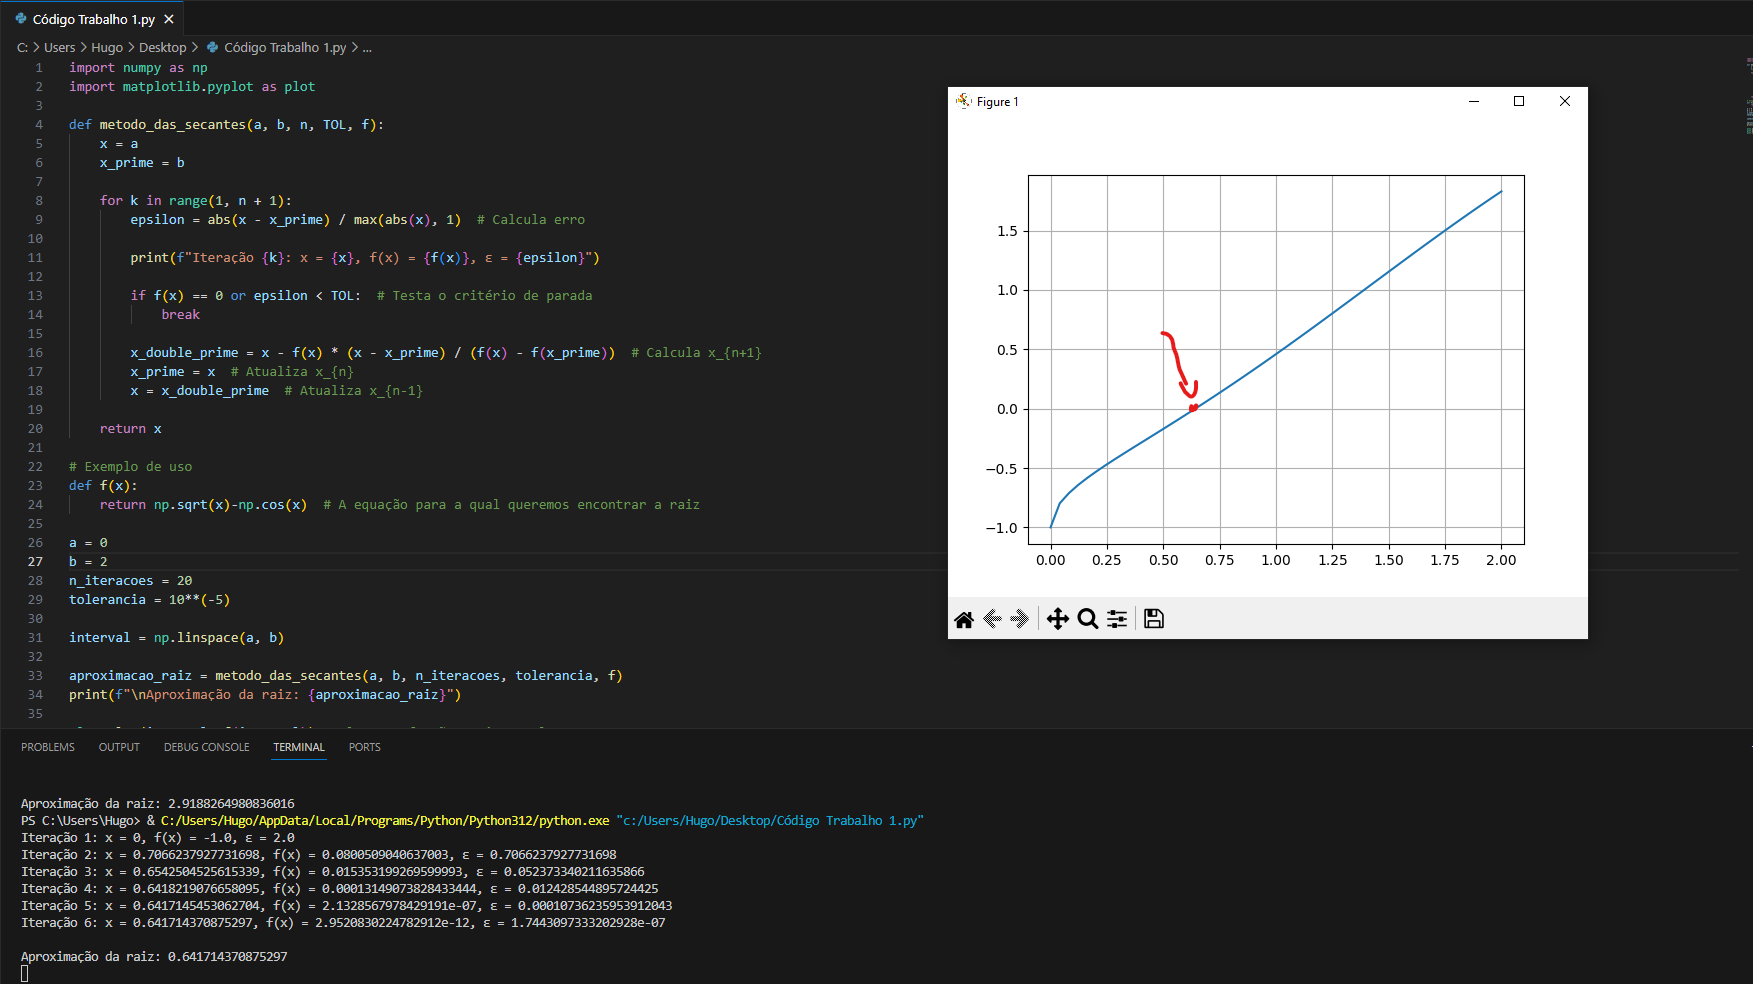 Código Trabalho 1.py
C: > Users > Hugo > Desktop > Código Trabalho 1.py > ...
1 import numpy as np
2 import matplotlib.pyplot as plot
3
4 def metodo_das_secantes(a, b, n, TOL, f):
5 x = a
6 x_prime = b
7
8 for k in range(1, n + 1):
9 epsilon = abs(x - x_prime) / max(abs(x), 1)  # Calcula erro
10
11 print(f"Iteração {k}: x = {x}, f(x) = {f(x)}, ε = {epsilon}")
12
13 if f(x) == 0 or epsilon < TOL:  # Testa o critério de parada
14 break
15
16 x_double_prime = x - f(x) * (x - x_prime) / (f(x) - f(x_prime))  # Calcula x_{n+1}
17 x_prime = x  # Atualiza x_{n}
18 x = x_double_prime  # Atualiza x_{n-1}
19
20 return x
21
22 # Exemplo de uso
23 def f(x):
24 return np.sqrt(x)-np.cos(x)  # A equação para a qual queremos encontrar a raiz
25
26 a = 0
27 b = 2
28 n_iteracoes = 20
29 tolerancia = 10**(-5)
30
31 interval = np.linspace(a, b)
32
33 aproximacao_raiz = metodo_das_secantes(a, b, n_iteracoes, tolerancia, f)
34 print(f"\nAproximação da raiz: {aproximacao_raiz}")
35
Figure 1
1.5
1.0
0.5
0.0
−0.5
−1.0
0.00 0.25 0.50 0.75 1.00 1.25 1.50 1.75 2.00
PROBLEMS OUTPUT DEBUG CONSOLE TERMINAL PORTS
Aproximação da raiz: 2.9188264980836016
PS C:\Users\Hugo> & C:/Users/Hugo/AppData/Local/Programs/Python/Python312/python.exe "c:/Users/Hugo/Desktop/Código Trabalho 1.py"
Iteração 1: x = 0, f(x) = -1.0, ε = 2.0
Iteração 2: x = 0.7066237927731698, f(x) = 0.0800509040637003, ε = 0.7066237927731698
Iteração 3: x = 0.6542504525615339, f(x) = 0.015353199269599993, ε = 0.052373340211635866
Iteração 4: x = 0.6418219076658095, f(x) = 0.00013149073828433444, ε = 0.012428544895724425
Iteração 5: x = 0.6417145453062704, f(x) = 2.1328567978429191e-07, ε = 0.00010736235953912043
Iteração 6: x = 0.641714370875297, f(x) = 2.9520830224782912e-12, ε = 1.7443097333202928e-07
Aproximação da raiz: 0.641714370875297